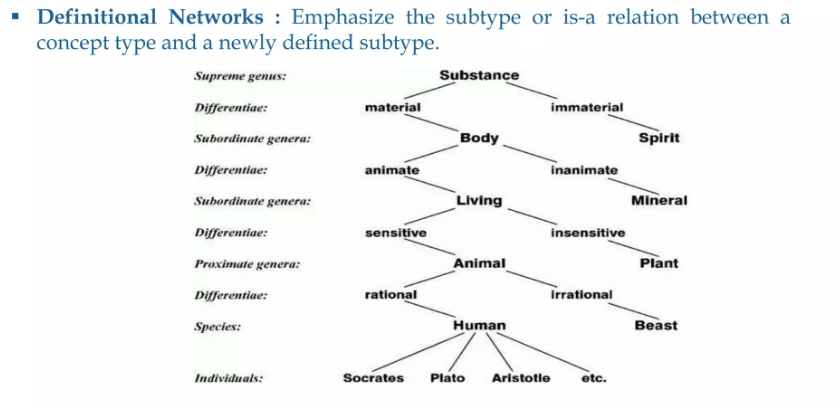 ▪ Definitional Networks : Emphasize the subtype or is-a relation between a
concept type and a newly defined subtype.
Supreme genus: Substance
Differentiae: material immaterial
Subordinate genera: Body Spirit
Differentiae: animate inanimate
Subordinate genera: Living Mineral
Differentiae: sensitive insensitive
Proximate genera: Animal Plant
Differentiae: rational irrational
Species: Human Beast
Individuals: Socrates Plato Aristotle etc.